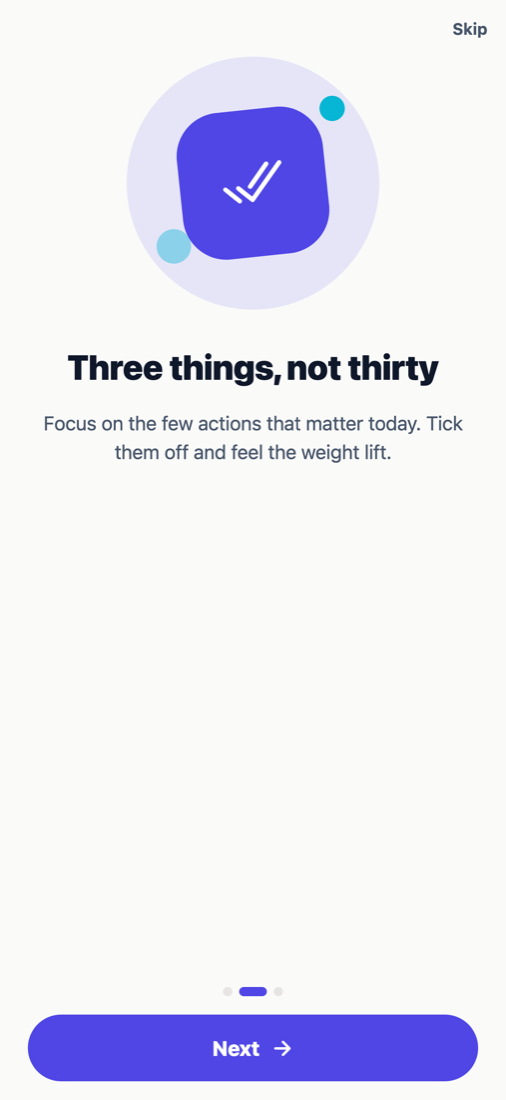 Skip
Three things, not thirty
Focus on the few actions that matter today. Tick
them off and feel the weight lift.
Next